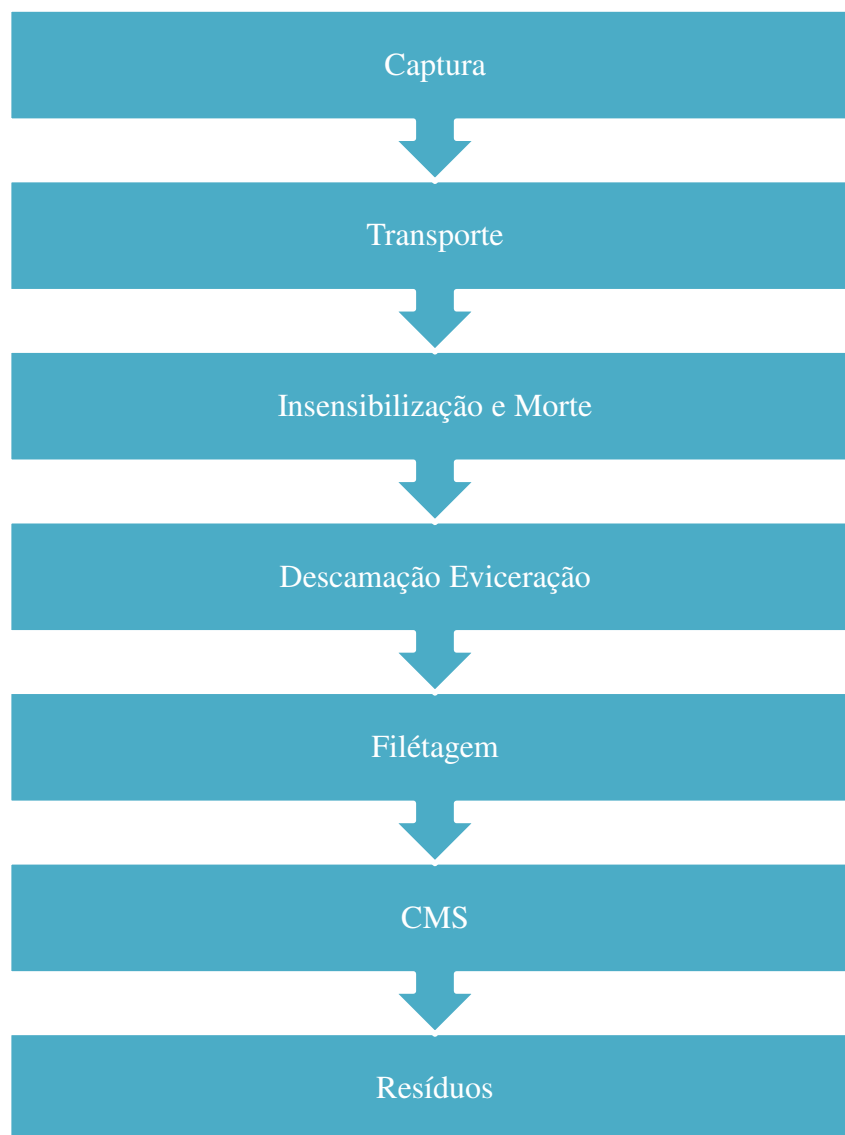 Captura
Transporte
Insensibilização e Morte
Descamação Eviceração
Filétagem
CMS
Resíduos